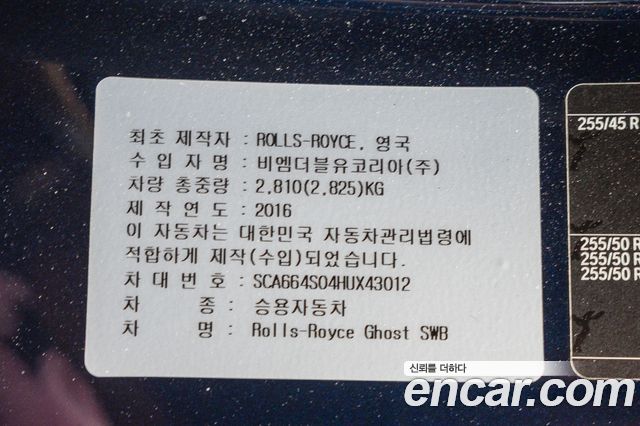 최초 제작자 : ROLLS-ROYCE, 영국
수 입 자 명 : 비엠더블유코리아(주)
차량 총중량 : 2,810(2,825)KG
제 작 연 도 : 2016
이 자동차는 대한민국 자동차관리법령에
적합하게 제작(수입)되었습니다.
차 대 번 호 : SCA664S04HUX43012
차 종 : 승용자동차
차 명 : Rolls-Royce Ghost SWB
255/45 R
255/50 R
255/50 R
255/50 R
신뢰를 더하다
encar.com